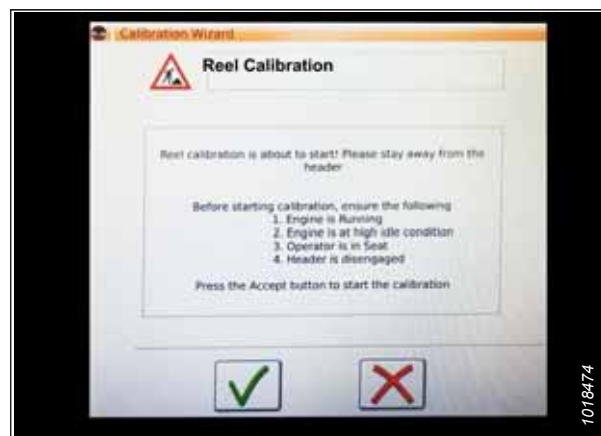 Calibration Wizard
Reel Calibration
Reel calibration is about to start! Please stay away from the
header
Before starting calibration, ensure the following
1. Engine is Running
2. Engine is at high idle condition
3. Operator is in Seat
4. Header is disengaged
Press the Accept button to start the calibration
1018474